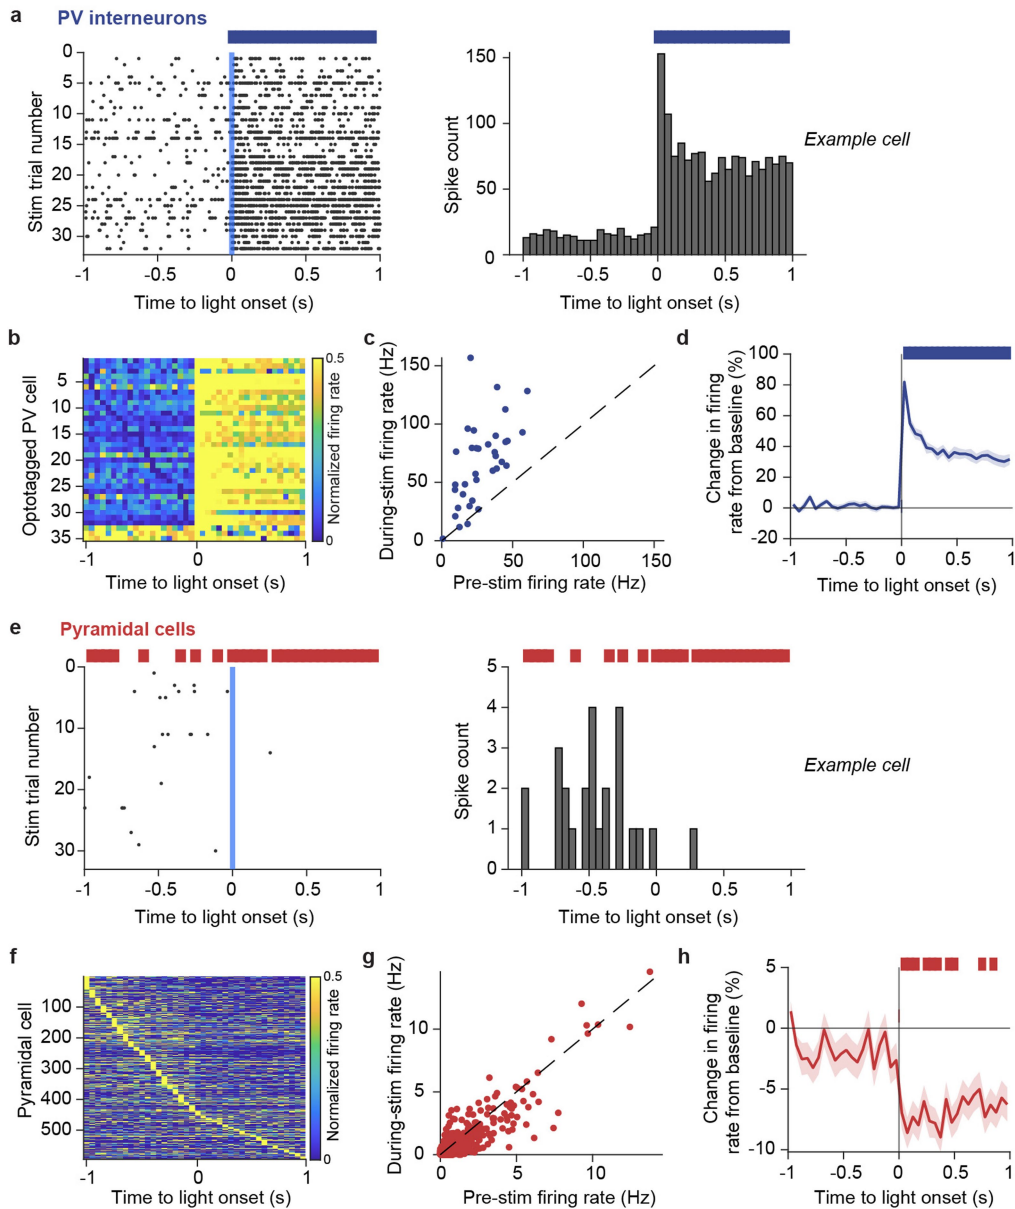 a
PV interneurons
0
5
10
15
20
25
30
Stim trial number
-1
-0.5
0
0.5
1
Time to light onset (s)
150
100
50
0
Spike count
-1
-0.5
0
0.5
1
Time to light onset (s)
Example cell
b
5
10
15
20
25
30
35
Optotagged PV cell
-1
0
1
Time to light onset (s)
0.5
0
Normalized firing rate
c
150
100
50
0
During-stim firing rate (Hz)
0
50
100
150
Pre-stim firing rate (Hz)
d
100
80
60
40
20
0
-20
Change in firing
rate from baseline (%)
-1
-0.5
0
0.5
1
Time to light onset (s)
e
Pyramidal cells
0
10
20
30
Stim trial number
-1
-0.5
0
0.5
1
Time to light onset (s)
5
4
3
2
1
0
Spike count
-1
-0.5
0
0.5
1
Time to light onset (s)
Example cell
f
100
200
300
400
500
Pyramidal cell
-1
0
1
Time to light onset (s)
0.5
0
Normalized firing rate
g
10
5
0
During-stim firing rate (Hz)
0
5
10
Pre-stim firing rate (Hz)
h
5
0
-5
-10
Change in firing
rate from baseline (%)
-1
-0.5
0
0.5
1
Time to light onset (s)